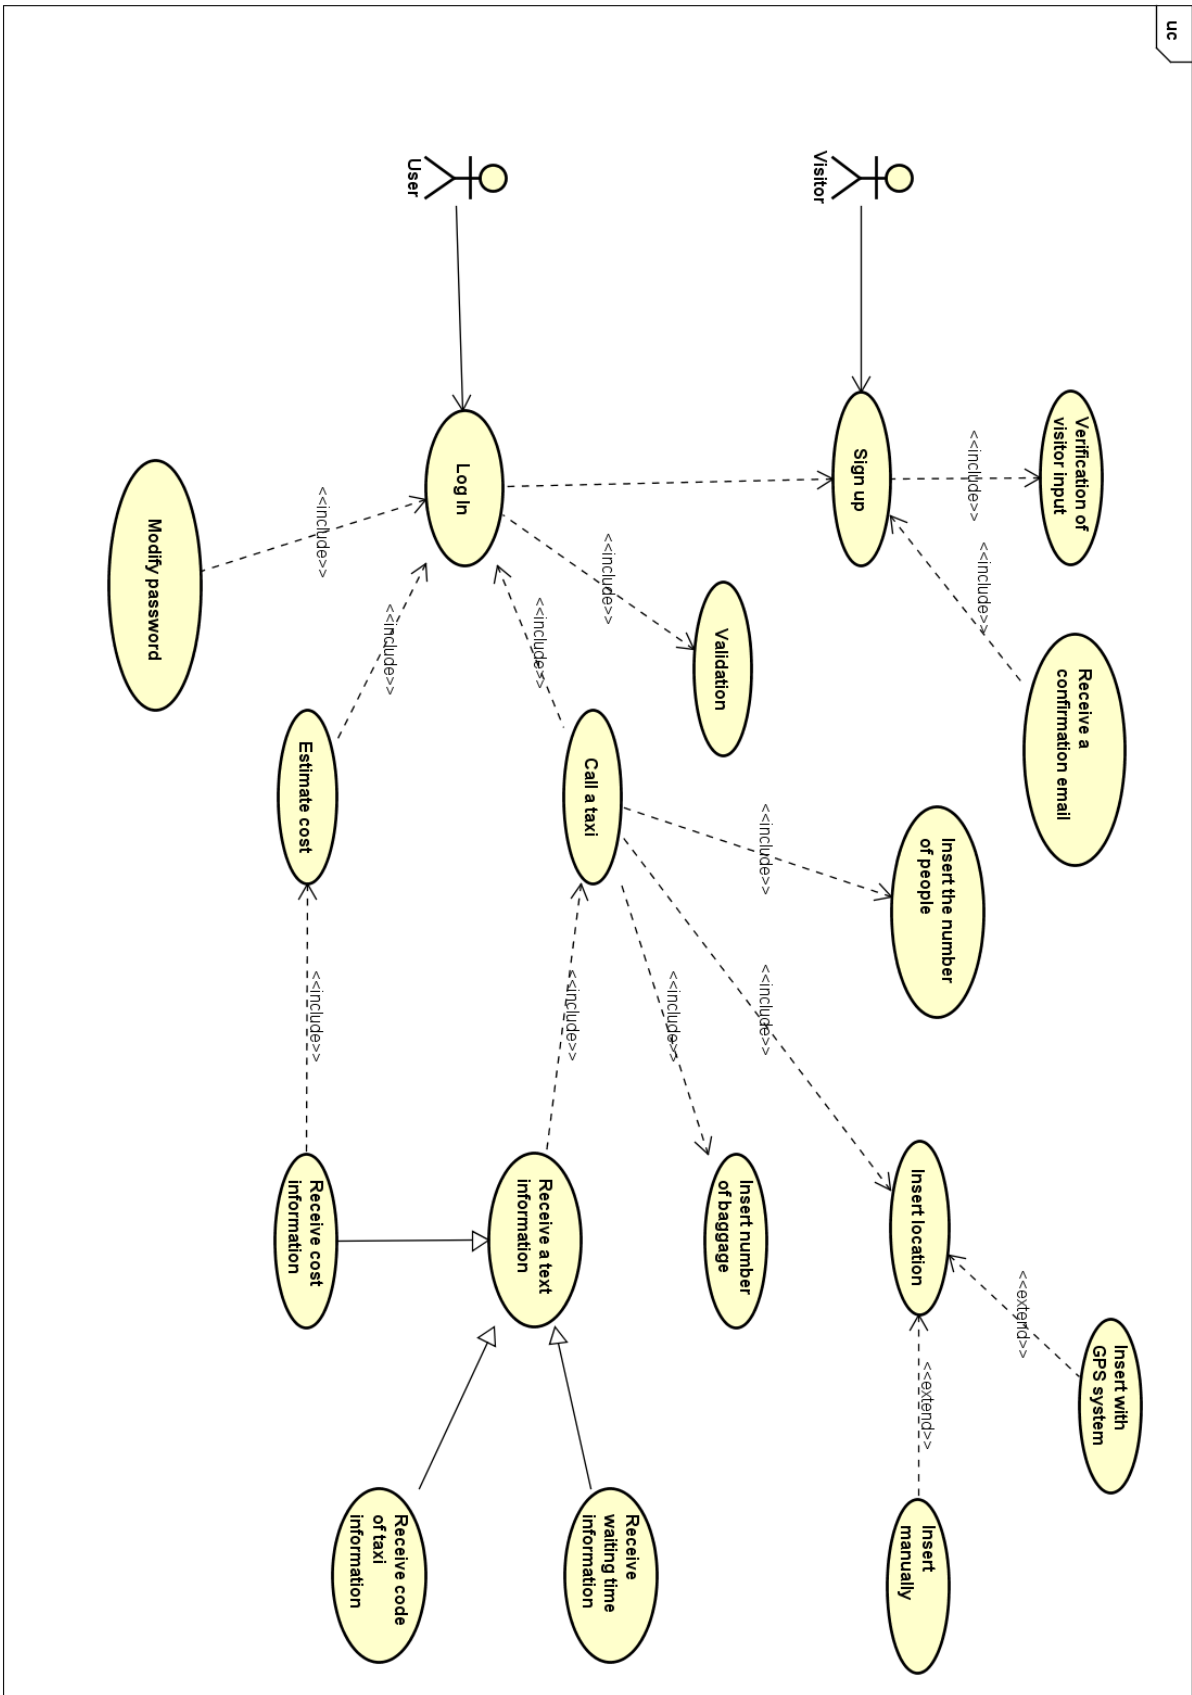 uc
Verification of
visitor input
<<include>>
Receive a
confirmation email
<<include>>
Visitor
Sign up
Insert with
GPS system
<<extend>>
Insert the number
of people
Insert location
<<extend>>
Insert
manually
<<include>>
<<include>>
Validation
<<include>>
Insert number
of baggage
<<include>>
Call a taxi
<<include>>
<<include>>
Receive
waiting time
information
Receive a text
information
User
Log In
<<include>>
Receive code
of taxi
information
<<include>>
Estimate cost
<<include>>
Receive cost
information
Modify password